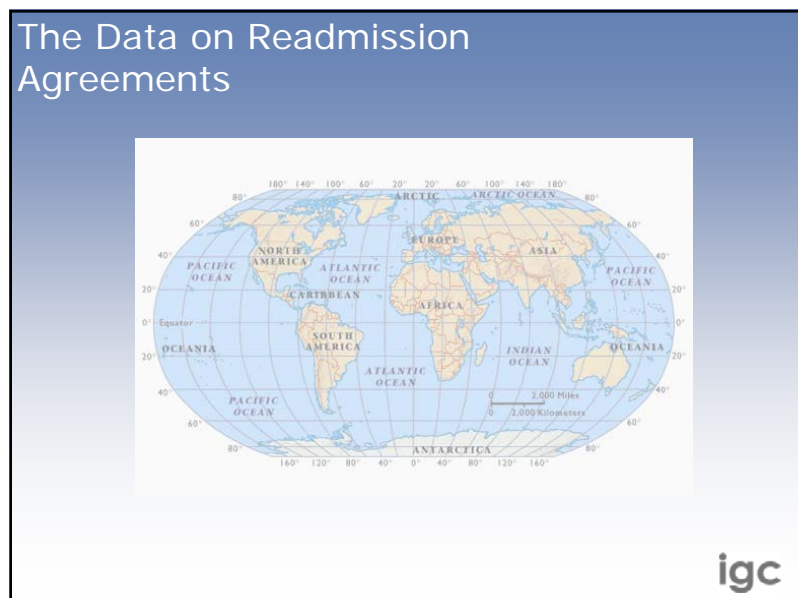 The Data on Readmission
Agreements
180° 140° 100° 60° 20° 20° 60° 100° 140° 180°
80° ARCTIC ARCTIC OCEAN 80°
60° 60°
EUROPE
NORTH
AMERICA
ASIA
40° 40°
PACIFIC
OCEAN
ATLANTIC
OCEAN
PACIFIC
OCEAN
20° 20°
CARIBBEAN
AFRICA
0° Equator 0°
SOUTH
AMERICA
OCEANIA
INDIAN
OCEAN
OCEANIA
20° 20°
ATLANTIC
OCEAN
40° 40°
PACIFIC
OCEAN
0 2,000 Miles
0 2,000 Kilometers
60° 60°
80° ANTARCTICA 80°
160° 120° 80° 40° 0° 40° 80° 120° 160°
igc